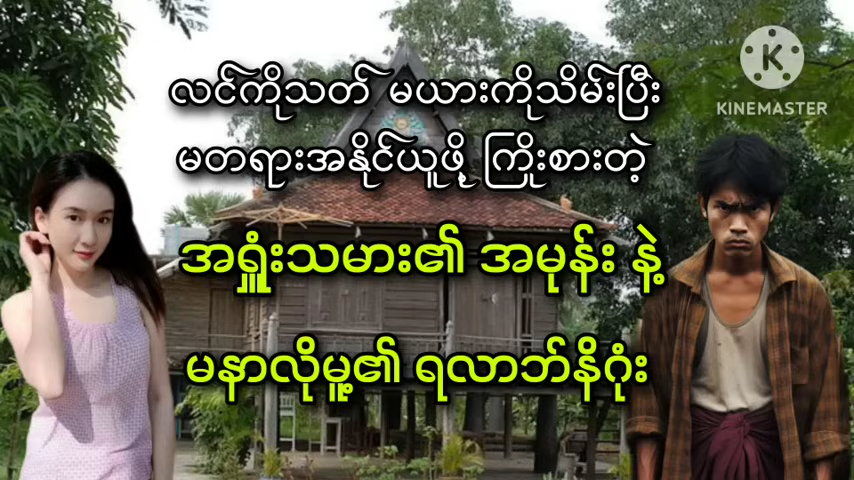 လင်ကိုသတ် မယားကိုသိမ်းပြီး
မတရားအနိုင်ယူဖို့ ကြိုးစားတဲ့
အရှုံးသမား၏ အမုန်း နဲ့
မနာလိုမှု့၏ ရလာဘ်နိဂုံး
K
KINEMASTER